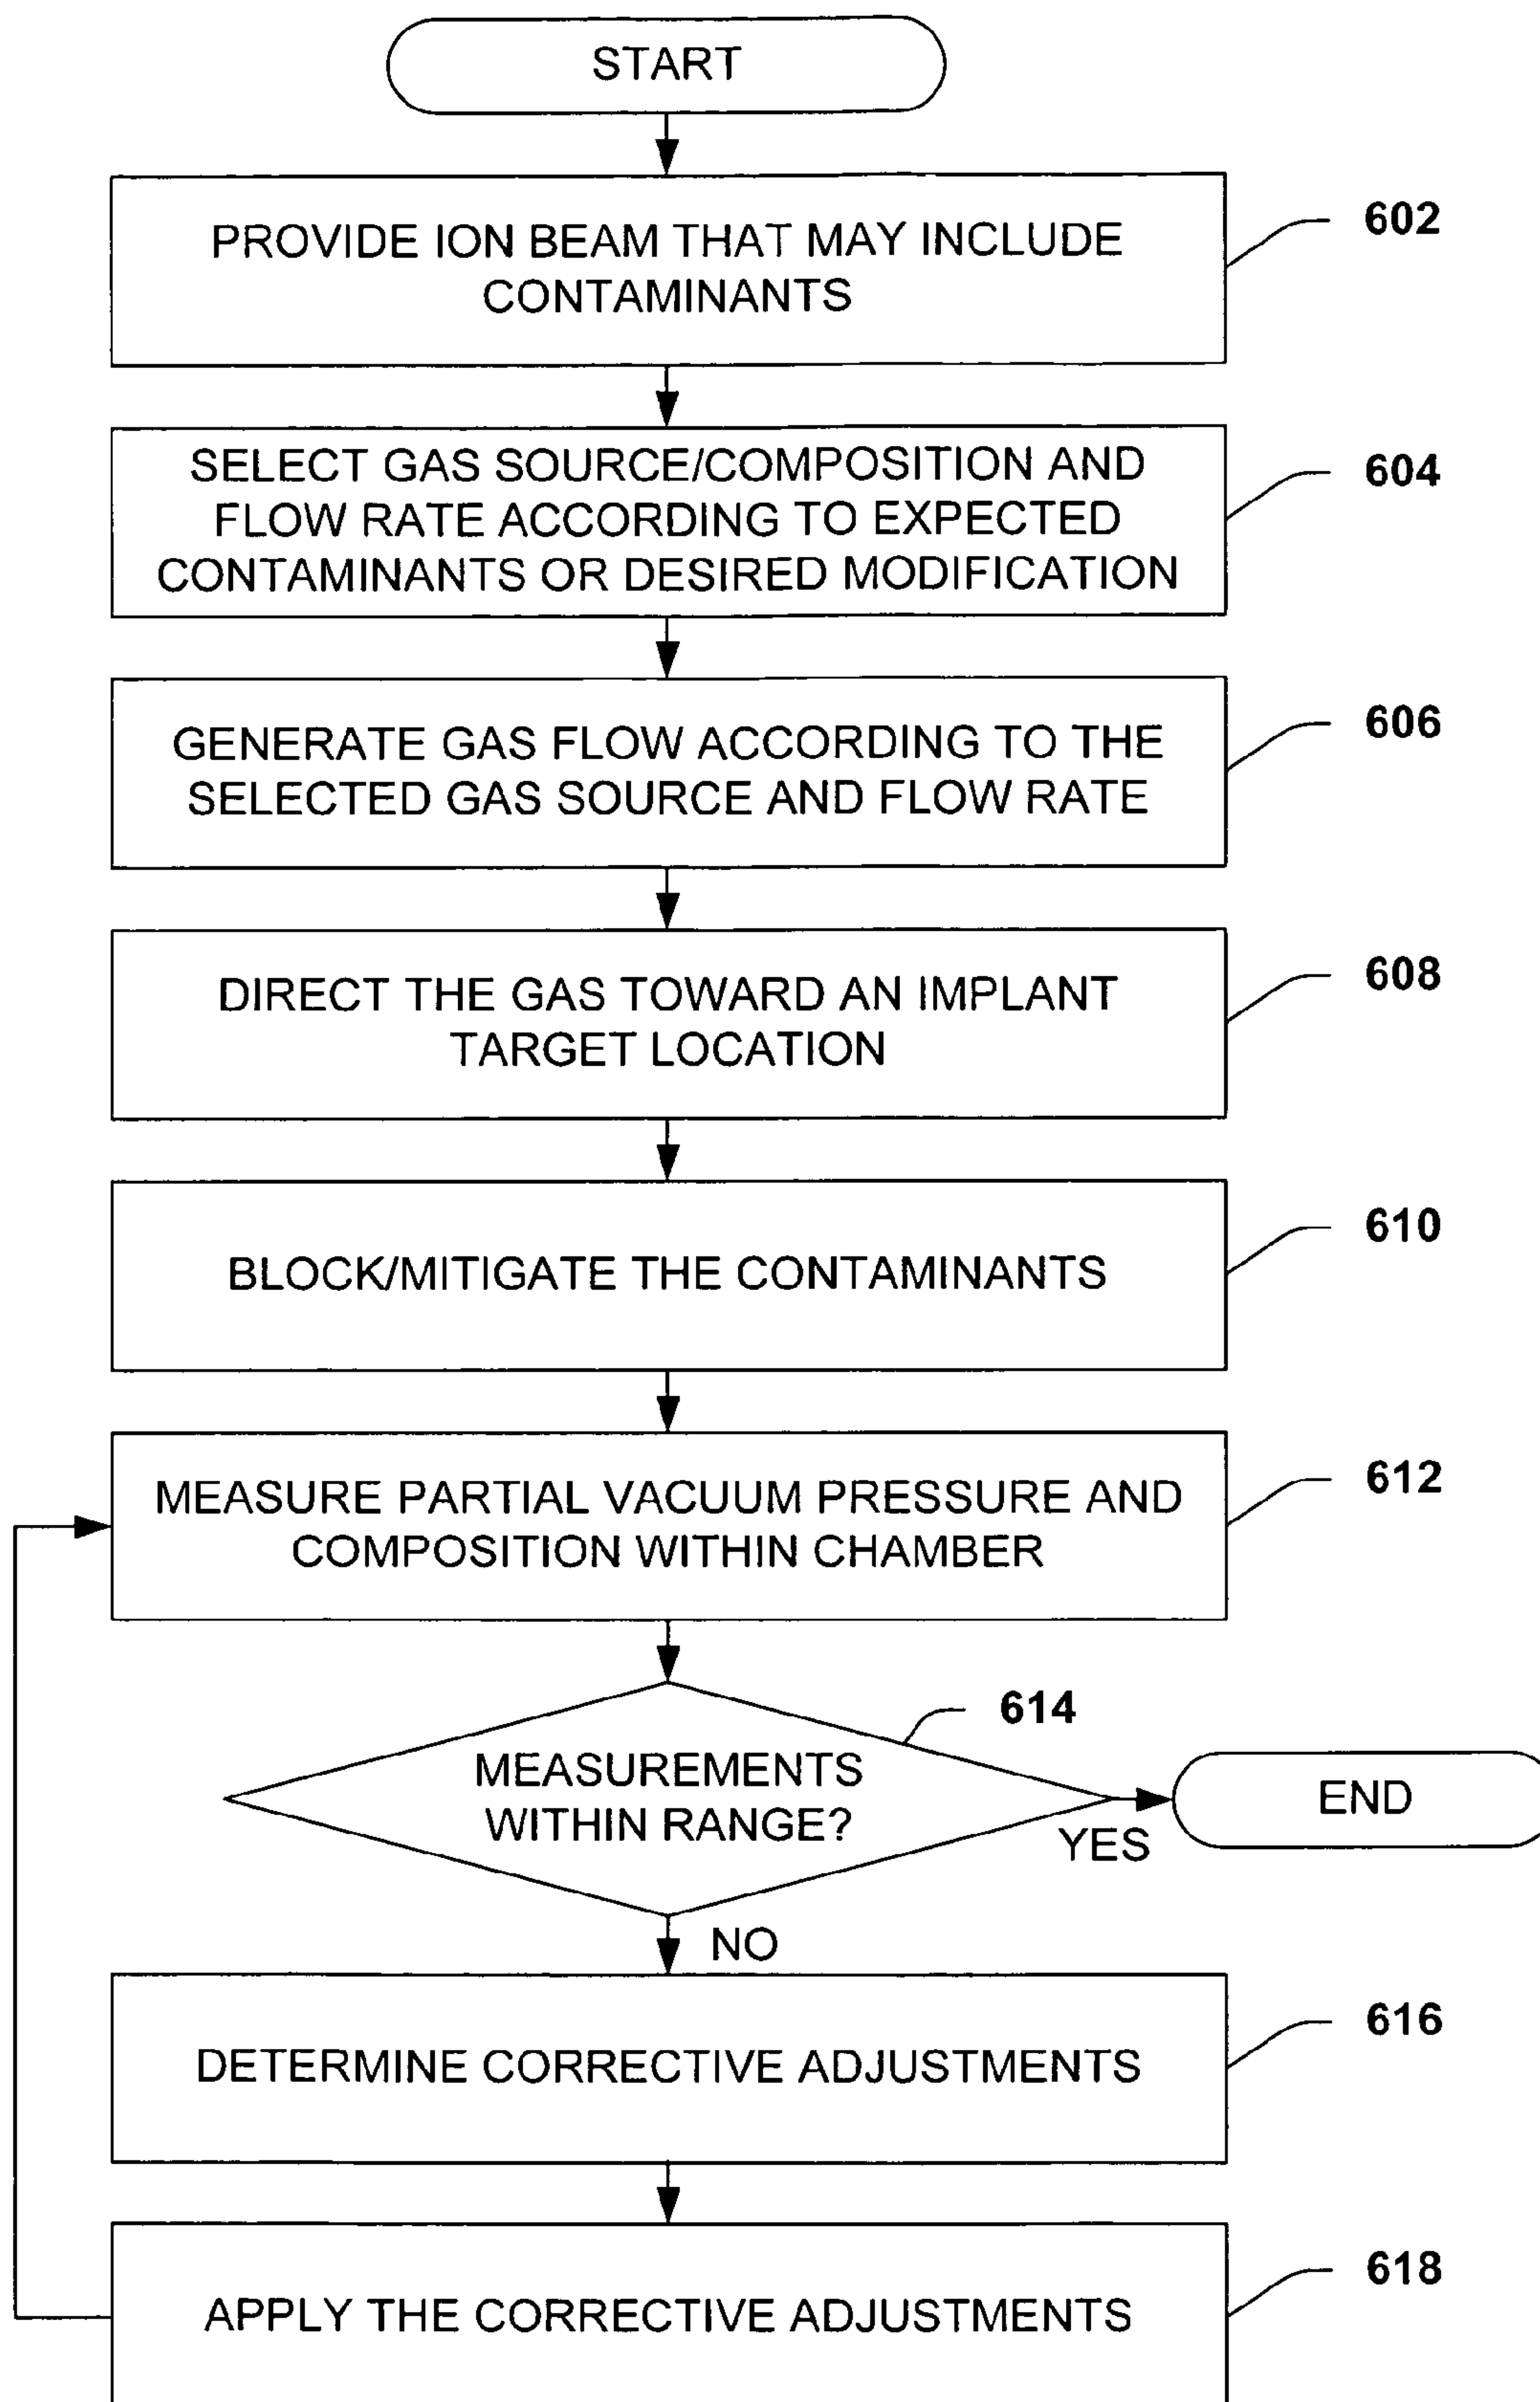 START
PROVIDE ION BEAM THAT MAY INCLUDE
CONTAMINANTS
602
SELECT GAS SOURCE/COMPOSITION AND
FLOW RATE ACCORDING TO EXPECTED
CONTAMINANTS OR DESIRED MODIFICATION
604
GENERATE GAS FLOW ACCORDING TO THE
SELECTED GAS SOURCE AND FLOW RATE
606
DIRECT THE GAS TOWARD AN IMPLANT
TARGET LOCATION
608
BLOCK/MITIGATE THE CONTAMINANTS
610
MEASURE PARTIAL VACUUM PRESSURE AND
COMPOSITION WITHIN CHAMBER
612
MEASUREMENTS
WITHIN RANGE?
614
YES
END
NO
DETERMINE CORRECTIVE ADJUSTMENTS
616
APPLY THE CORRECTIVE ADJUSTMENTS
618